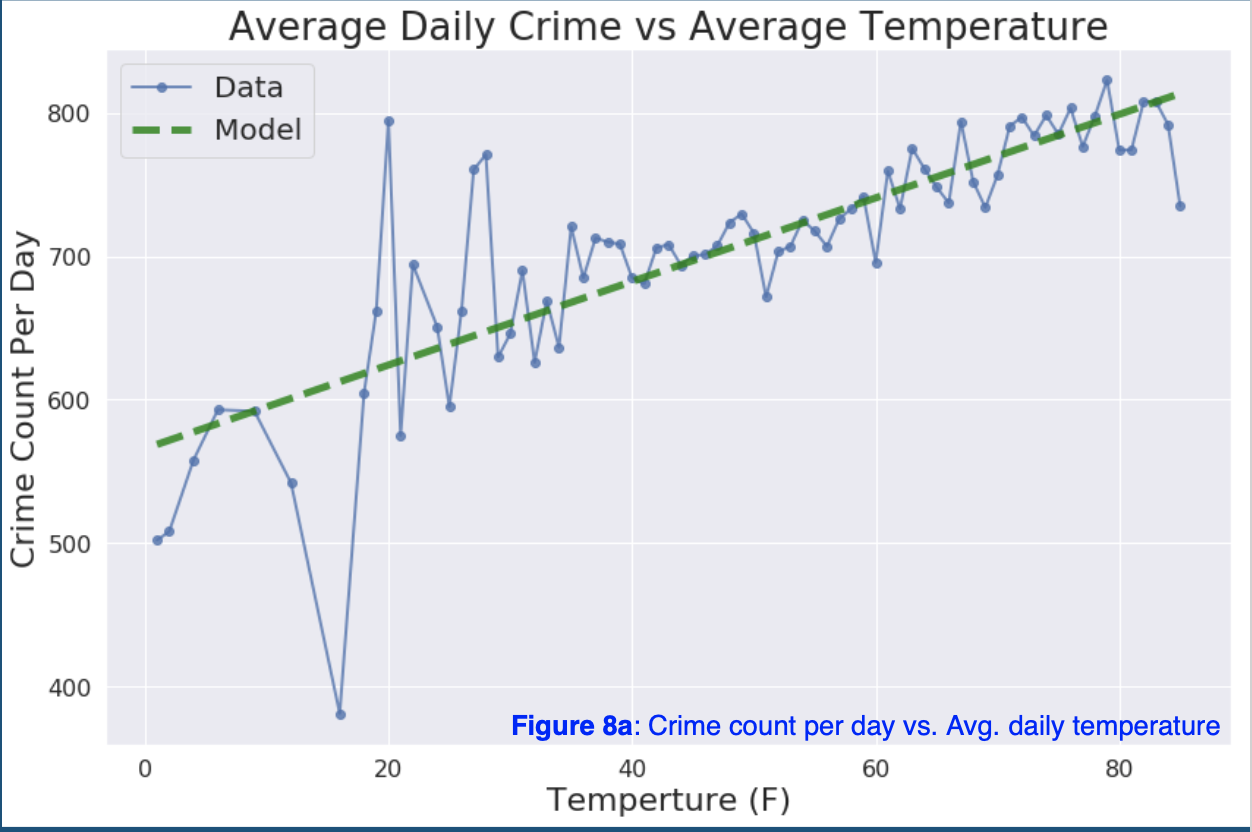 Average Daily Crime vs Average Temperature
Data
Model
Crime Count Per Day
800
700
600
500
400
Figure 8a: Crime count per day vs. Avg. daily temperature
0 20 40 60 80
Temperture (F)